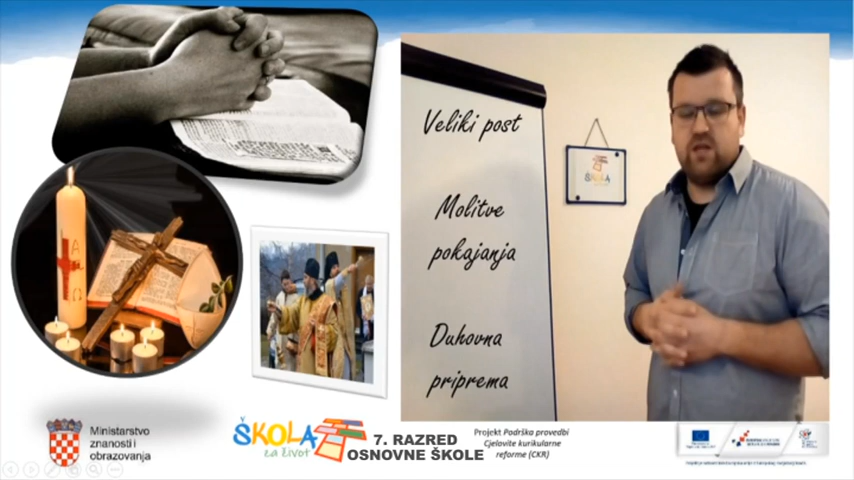 Veliki post
Molitve
pokajanja
Duhovna
priprema
ŠKOLA
Ministarstvo
znanosti i
obrazovanja
ŠKOLA
za život
7. RAZRED
OSNOVNE ŠKOLE
Projekt Podrška provedbi
Cjelovite kurikularne
reforme (CKR)